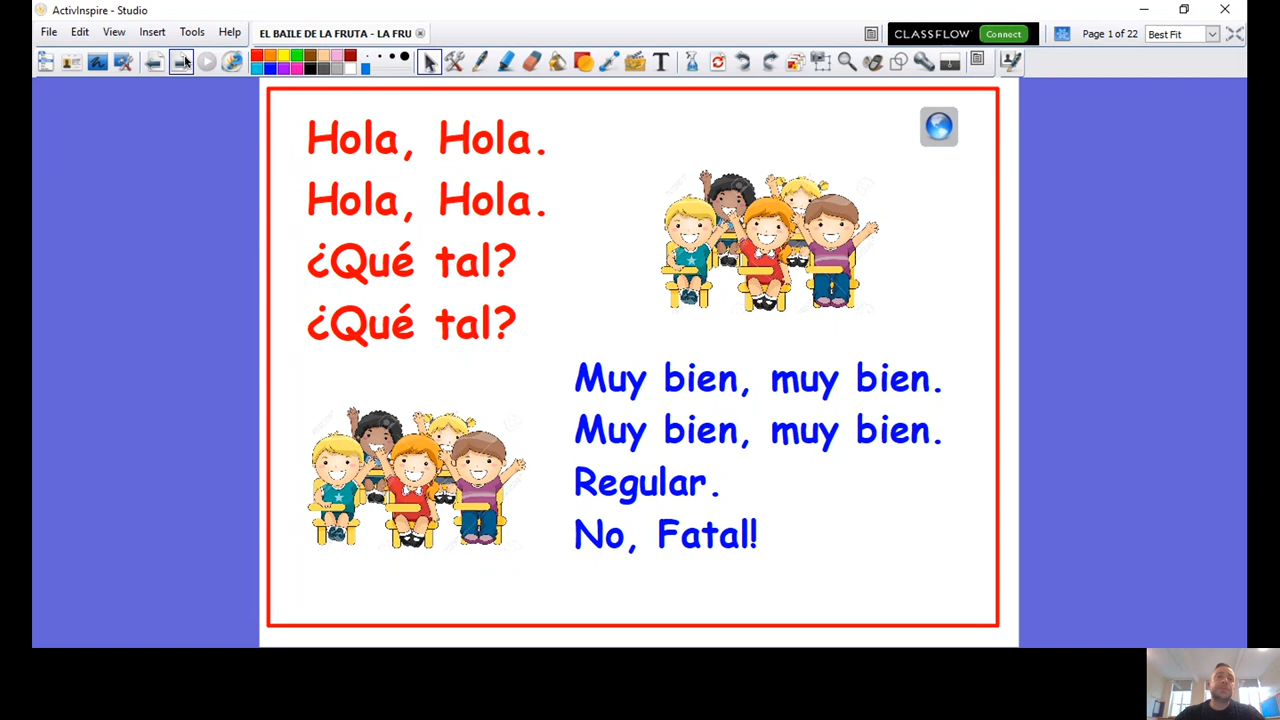 ActivInspire - Studio
File Edit View Insert Tools Help
EL BAILE DE LA FRUTA - LA FRU
CLASSFLOW Connect
Page 1 of 22
Best Fit
Hola, Hola.
Hola, Hola.
¿Qué tal?
¿Qué tal?
Muy bien, muy bien.
Muy bien, muy bien.
Regular.
No, Fatal!